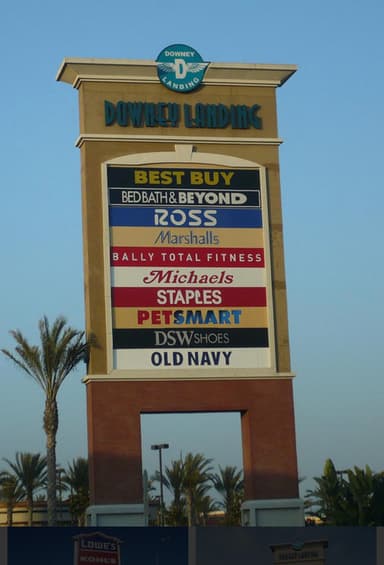 DOWNEY
D
LANDING
DOWNEY LANDING
BEST BUY
BED BATH & BEYOND
ROSS
Marshalls
BALLY TOTAL FITNESS
Michaels
STAPLES
PETSMART
DSW SHOES
OLD NAVY
LOWE'S